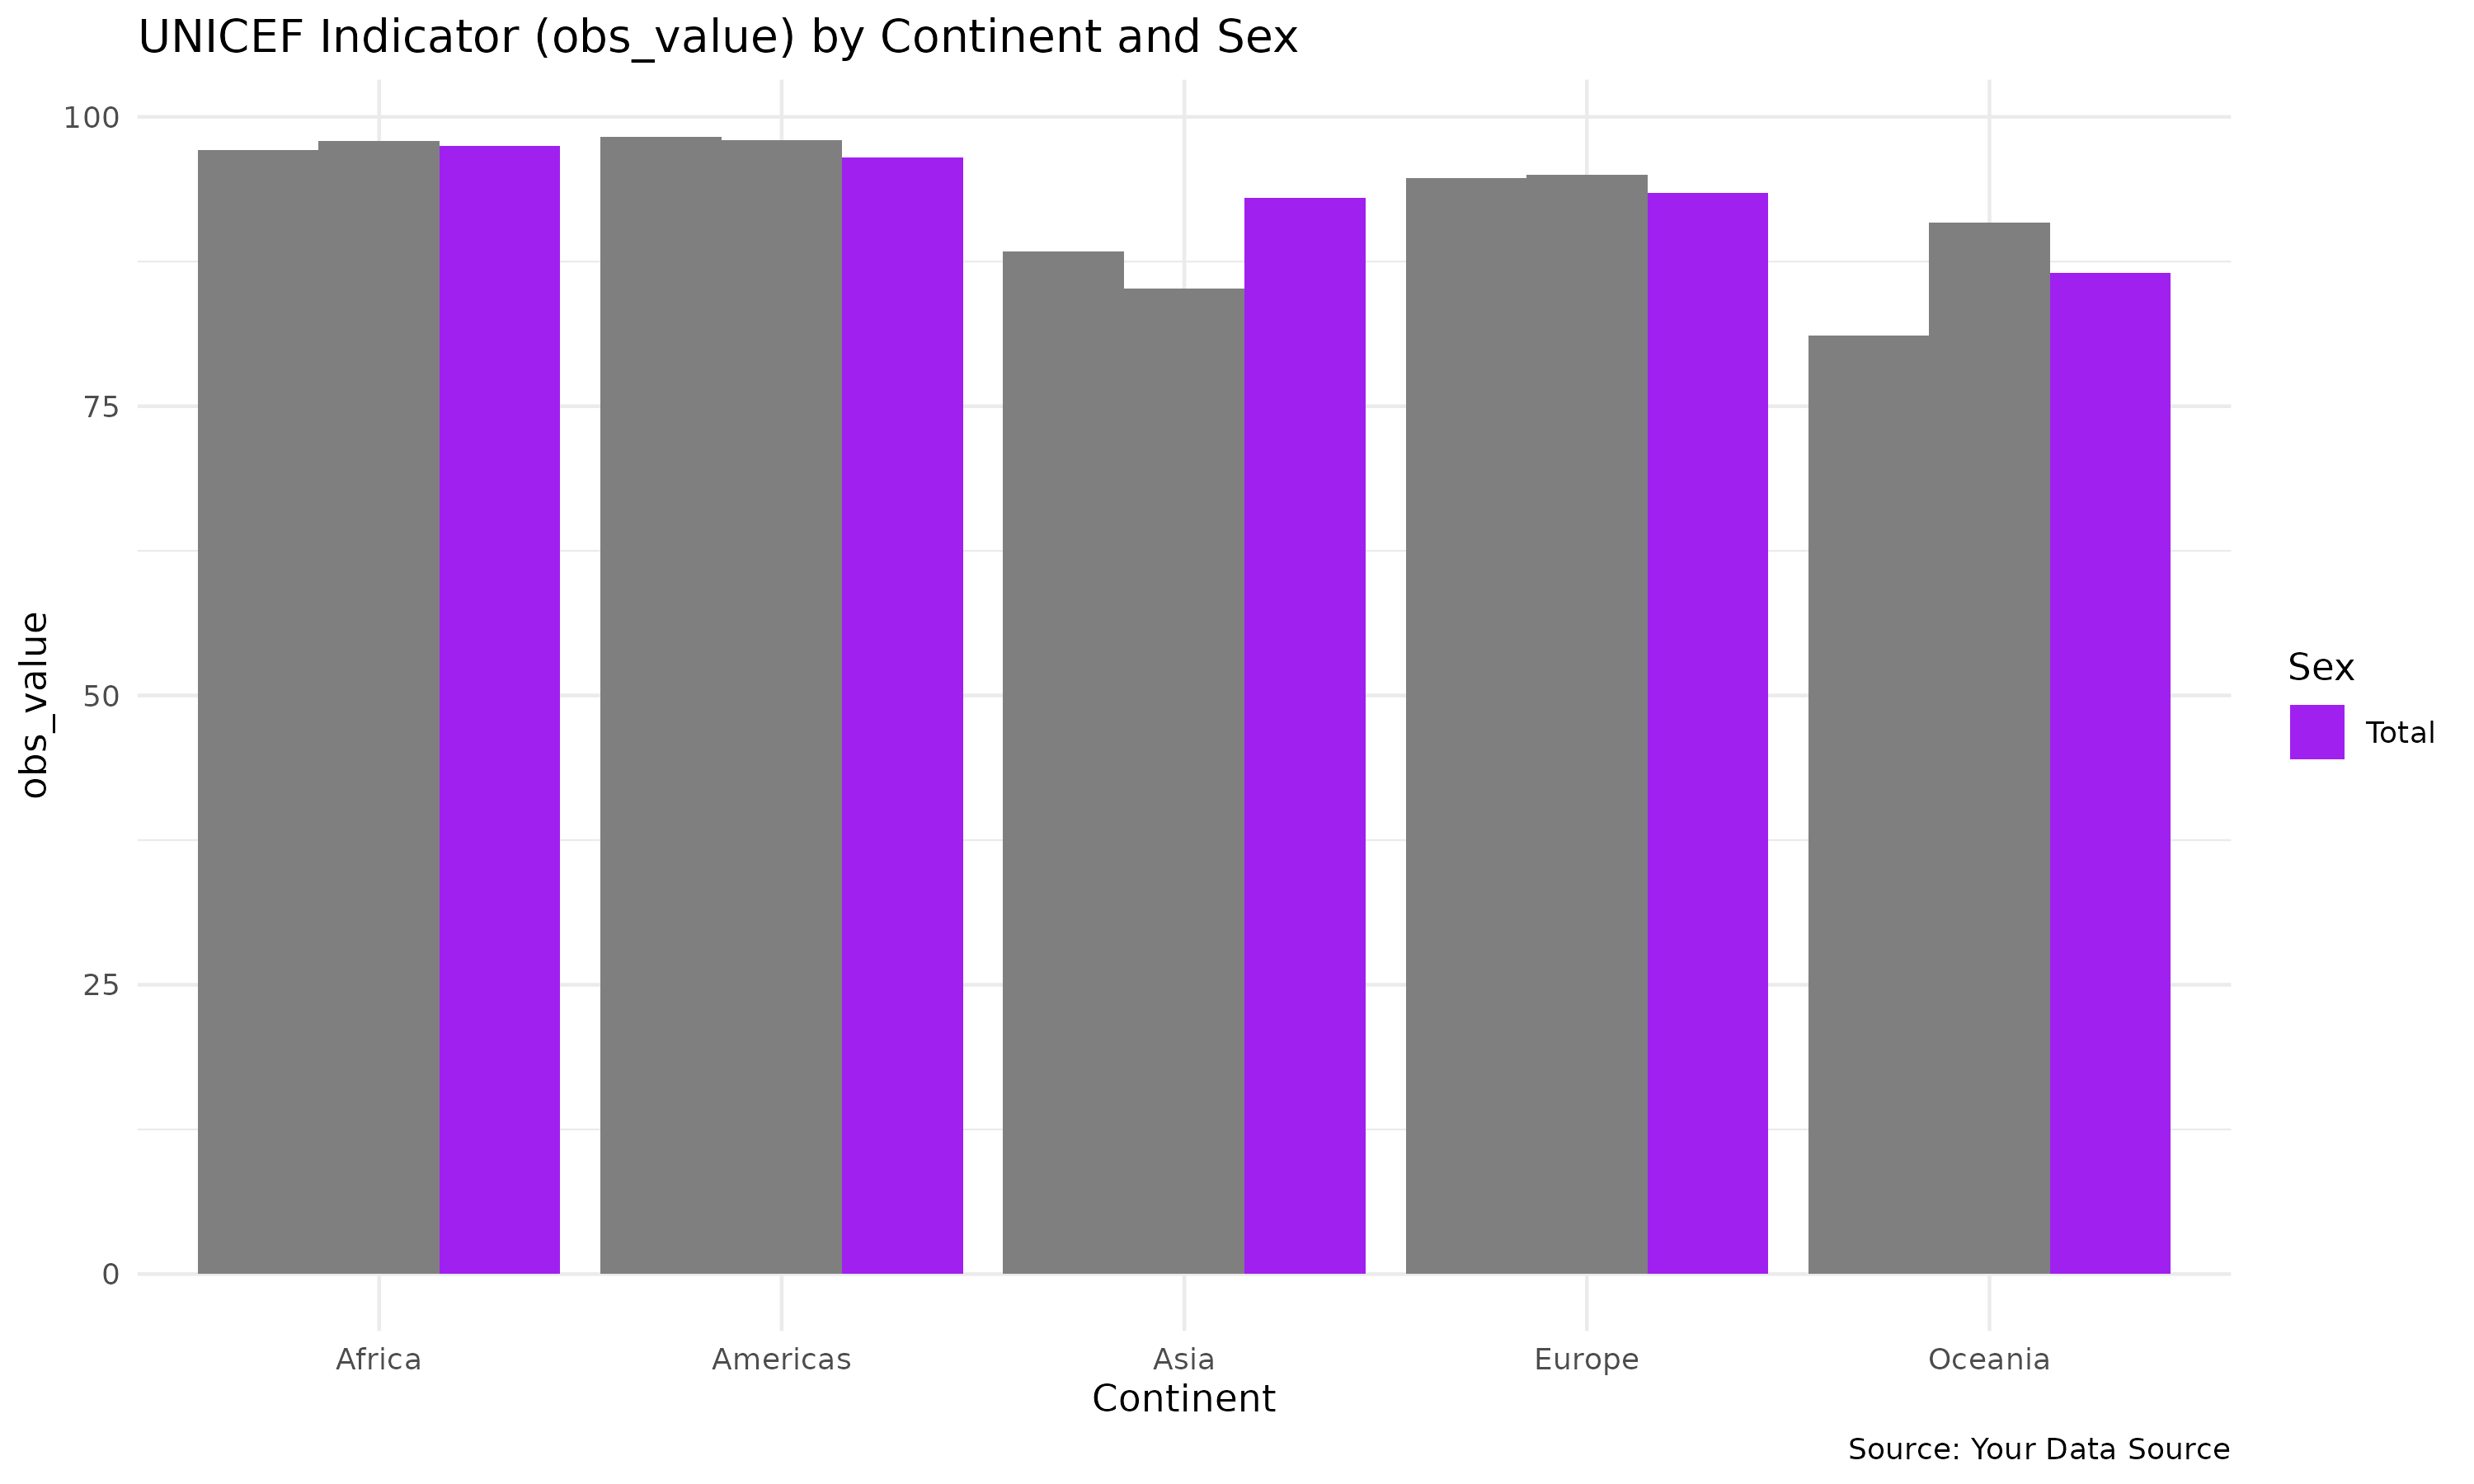 UNICEF Indicator (obs_value) by Continent and Sex
100
75
50
25
0
obs_value
Africa
Americas
Asia
Europe
Oceania
Continent
Sex
Total
Source: Your Data Source